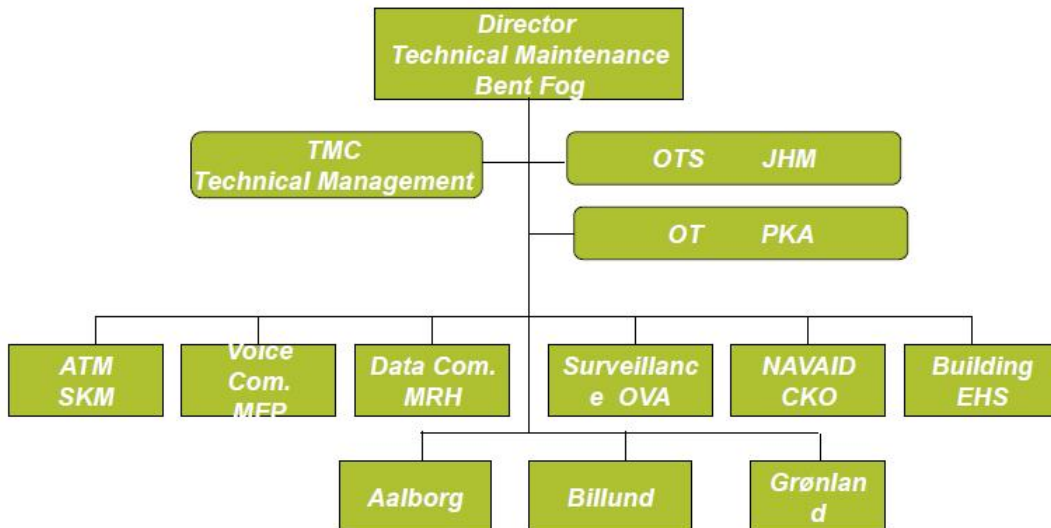 Director
Technical Maintenance
Bent Fog
TMC
Technical Management
OTS JHM
OT PKA
ATM
SKM
Voice
Com.
MFP
Data Com.
MRH
Surveillanc
e OVA
NAVAID
CKO
Building
EHS
Aalborg
Billund
Grønlan
d